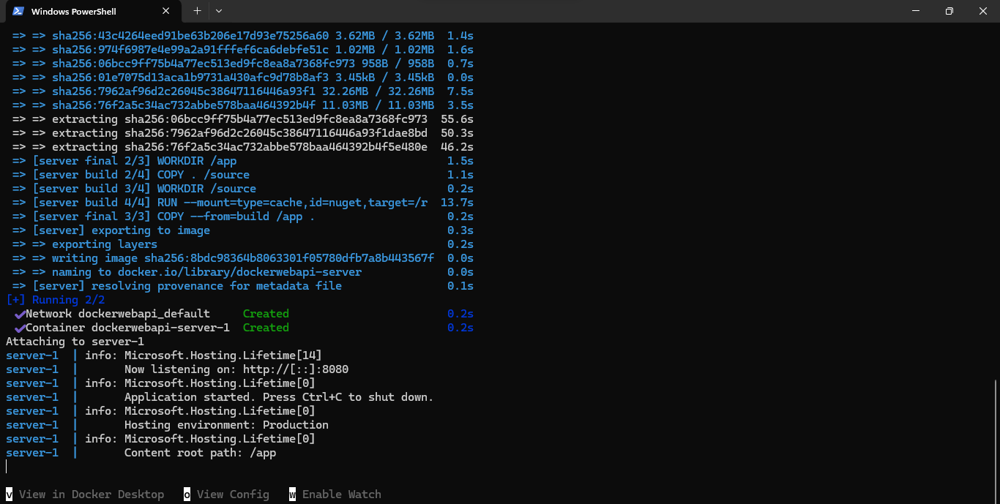 Windows PowerShell
=> => sha256:43c4264eed91be63b206e17d93e75256a60 3.62MB / 3.62MB 1.4s
=> => sha256:974f6987e4e99a2a91fffef6ca6debfe51c 1.02MB / 1.02MB 1.6s
=> => sha256:06bcc9ff75b4a77ec513ed9fc8ea8a7368fc973 958B / 958B 0.7s
=> => sha256:01e7075d13aca1b9731a430afc9d78b8af3 3.45kB / 3.45kB 0.0s
=> => sha256:7962af96d2c26045c38647116446a93f1 32.26MB / 32.26MB 7.5s
=> => sha256:76f2a5c34ac732abbe578baa464392b4f 11.03MB / 11.03MB 3.5s
=> => extracting sha256:06bcc9ff75b4a77ec513ed9fc8ea8a7368fc973 55.6s
=> => extracting sha256:7962af96d2c26045c38647116446a93f1dae8bd 50.3s
=> => extracting sha256:76f2a5c34ac732abbe578baa464392b4f5e480e 46.2s
=> [server final 2/3] WORKDIR /app 1.5s
=> [server build 2/4] COPY . /source 1.1s
=> [server build 3/4] WORKDIR /source 0.2s
=> [server build 4/4] RUN --mount=type=cache,id=nuget,target=/r 13.7s
=> [server final 3/3] COPY --from=build /app . 0.2s
=> [server] exporting to image 0.3s
=> => exporting layers 0.2s
=> => writing image sha256:8bdc98364b8063301f05780dfb7a8b443567f 0.0s
=> => naming to docker.io/library/dockerwebapi-server 0.0s
=> [server] resolving provenance for metadata file 0.1s
[+] Running 2/2
✔Network dockerwebapi_default Created 0.2s
✔Container dockerwebapi-server-1 Created 0.2s
Attaching to server-1
server-1 | info: Microsoft.Hosting.Lifetime[14]
server-1 | Now listening on: http://[::]:8080
server-1 | info: Microsoft.Hosting.Lifetime[0]
server-1 | Application started. Press Ctrl+C to shut down.
server-1 | info: Microsoft.Hosting.Lifetime[0]
server-1 | Hosting environment: Production
server-1 | info: Microsoft.Hosting.Lifetime[0]
server-1 | Content root path: /app
v View in Docker Desktop o View Config w Enable Watch